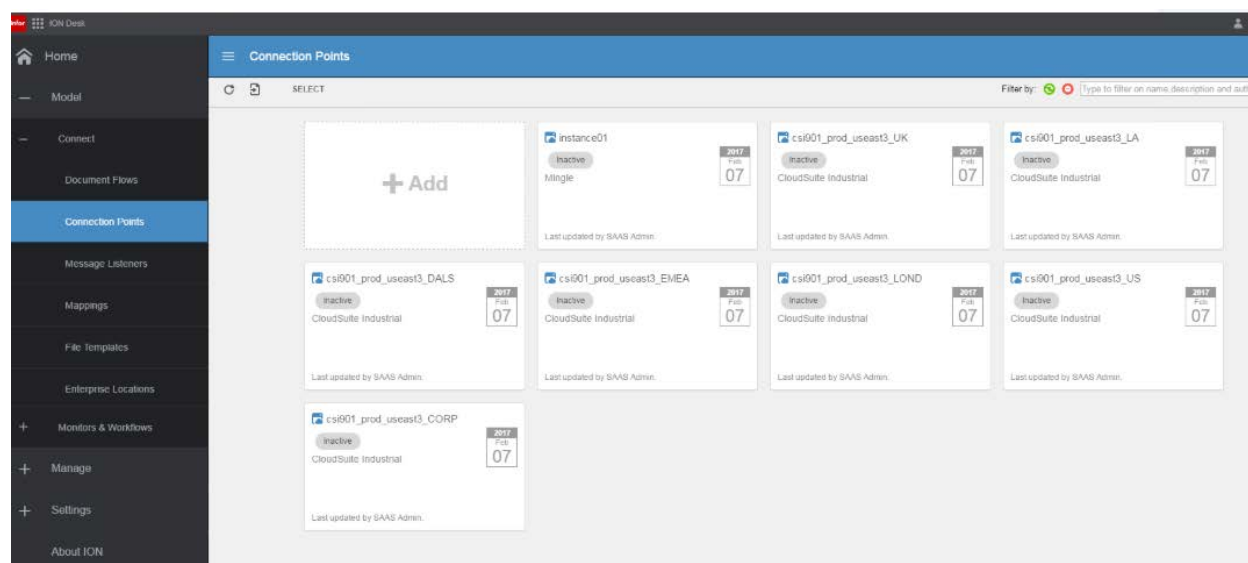 infor ION Desk
Home
Model
Connect
Document Flows
Connection Points
Message Listeners
Mappings
File Templates
Enterprise Locations
Monitors & Workflows
Manage
Settings
About ION
Connection Points
SELECT
Filter by: Type to filter on name, description and aut
Add
instance01
Inactive
Mingle
2017
Feb
07
Last updated by SAAS Admin.
csi901_prod_useast3_UK
Inactive
CloudSuite Industrial
2017
Feb
07
Last updated by SAAS Admin.
csi901_prod_useast3_LA
Inactive
CloudSuite Industrial
2017
Feb
07
Last updated by SAAS Admin.
csi901_prod_useast3_DALS
Inactive
CloudSuite Industrial
2017
Feb
07
Last updated by SAAS Admin.
csi901_prod_useast3_EMEA
Inactive
CloudSuite Industrial
2017
Feb
07
Last updated by SAAS Admin.
csi901_prod_useast3_LOND
Inactive
CloudSuite Industrial
2017
Feb
07
Last updated by SAAS Admin.
csi901_prod_useast3_US
Inactive
CloudSuite Industrial
2017
Feb
07
Last updated by SAAS Admin.
csi901_prod_useast3_CORP
Inactive
CloudSuite Industrial
2017
Feb
07
Last updated by SAAS Admin.